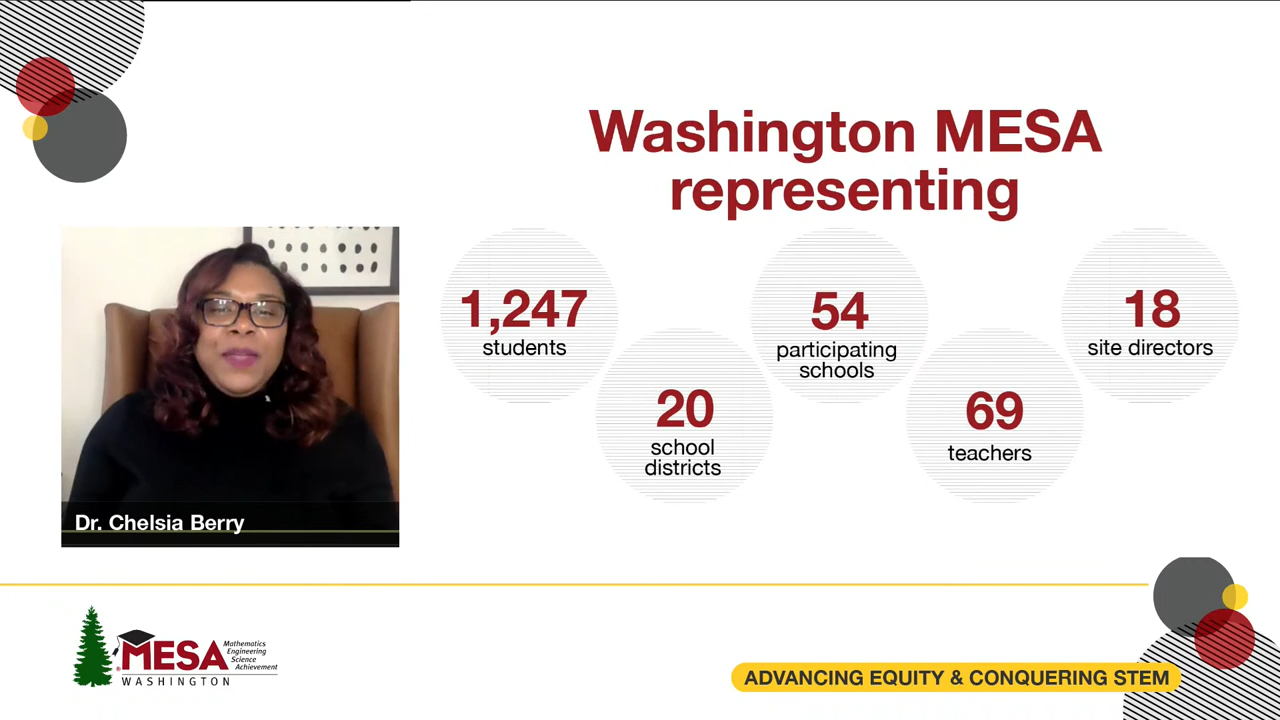 Washington MESA
representing
1,247
students
20
school
districts
54
participating
schools
69
teachers
18
site directors
Dr. Chelsia Berry
MESA
Mathematics
Engineering
Science
Achievement
WASHINGTON
ADVANCING EQUITY & CONQUERING STEM